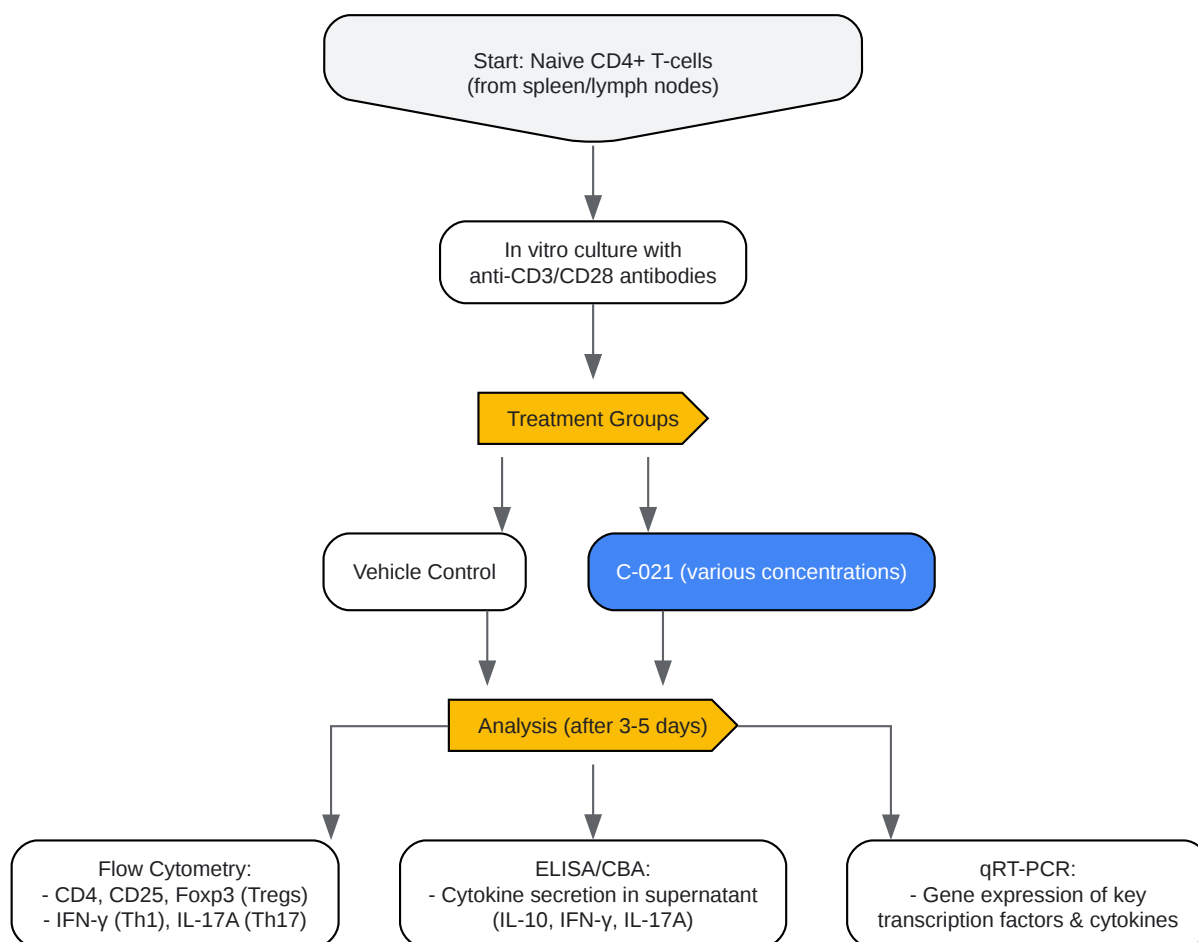 Start: Naive CD4+ T-cells
(from spleen/lymph nodes)
In vitro culture with
anti-CD3/CD28 antibodies
Treatment Groups
Vehicle Control
C-021 (various concentrations)
Analysis (after 3-5 days)
Flow Cytometry:
- CD4, CD25, Foxp3 (Tregs)
- IFN-γ (Th1), IL-17A (Th17)
ELISA/CBA:
- Cytokine secretion in supernatant
(IL-10, IFN-γ, IL-17A)
qRT-PCR:
- Gene expression of key
transcription factors & cytokines